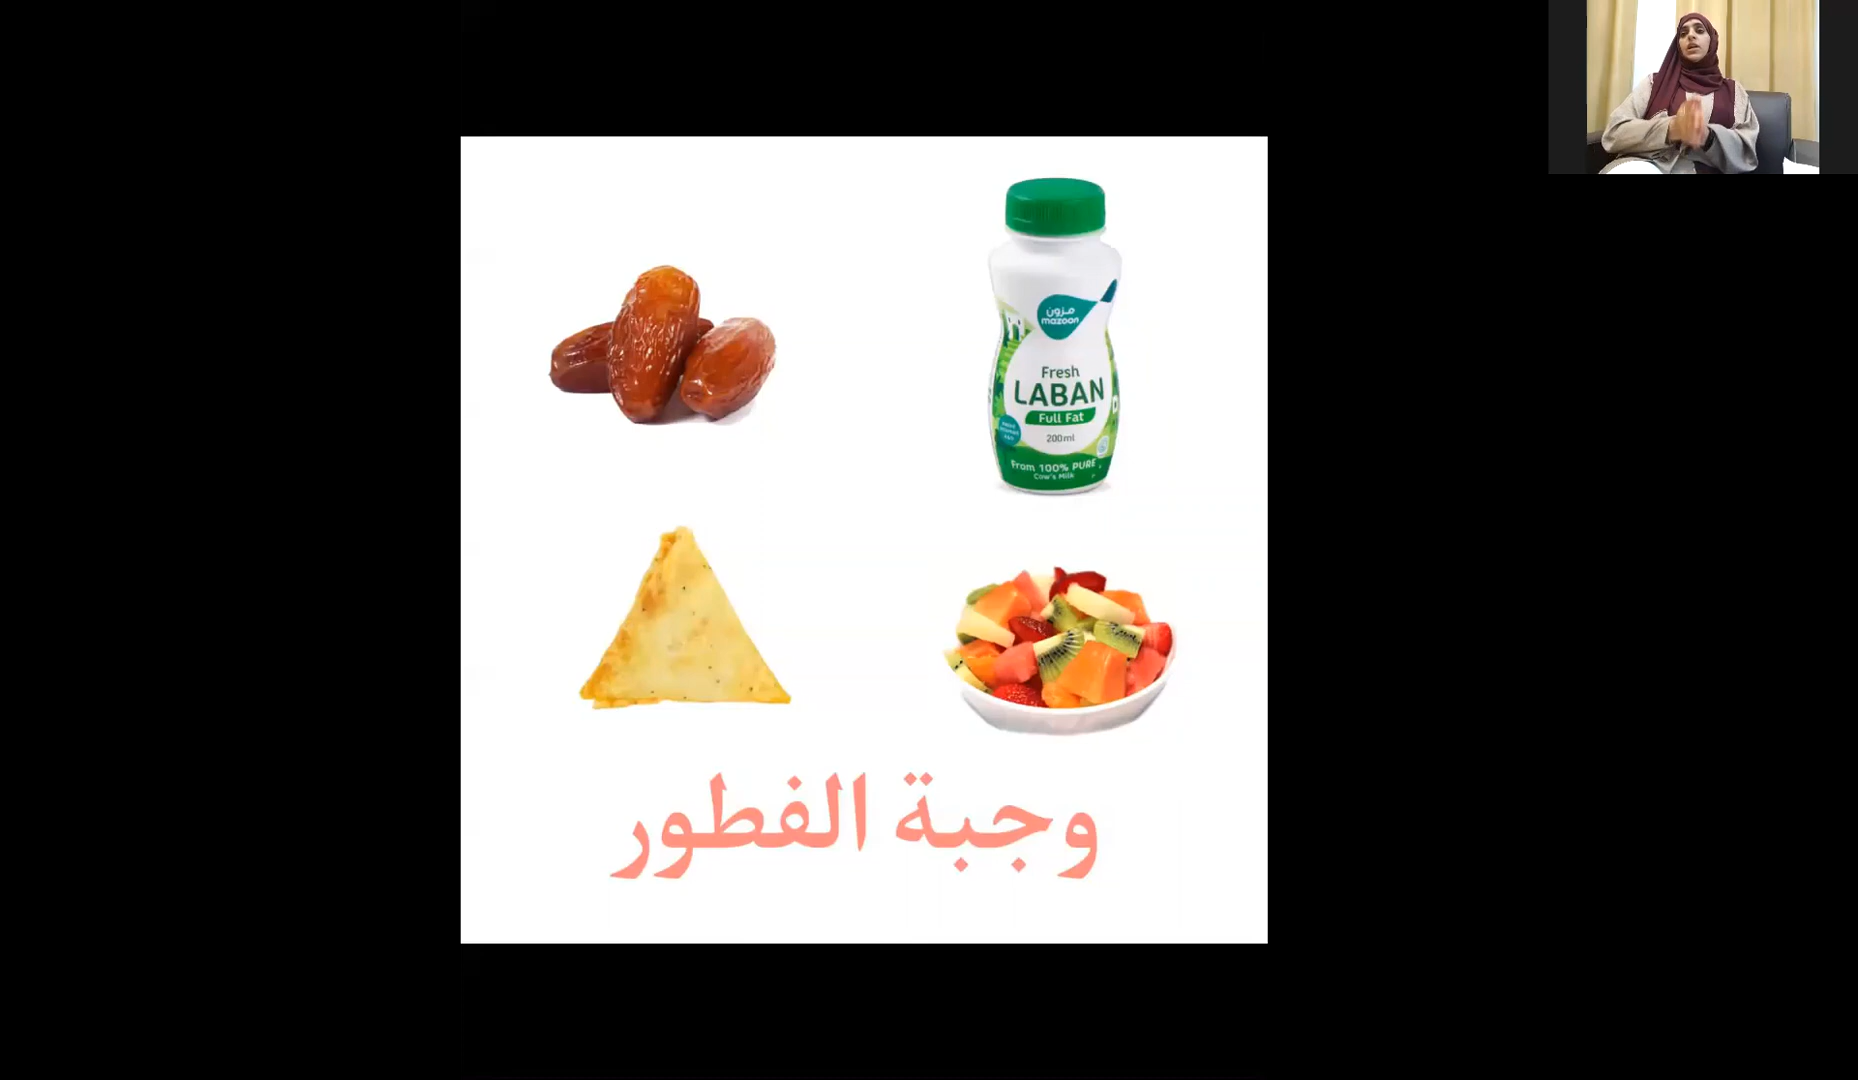 مزون
mazoon
Fresh
LABAN
Full Fat
200ml
From 100% PURE
Cow's Milk
وجبة الفطور